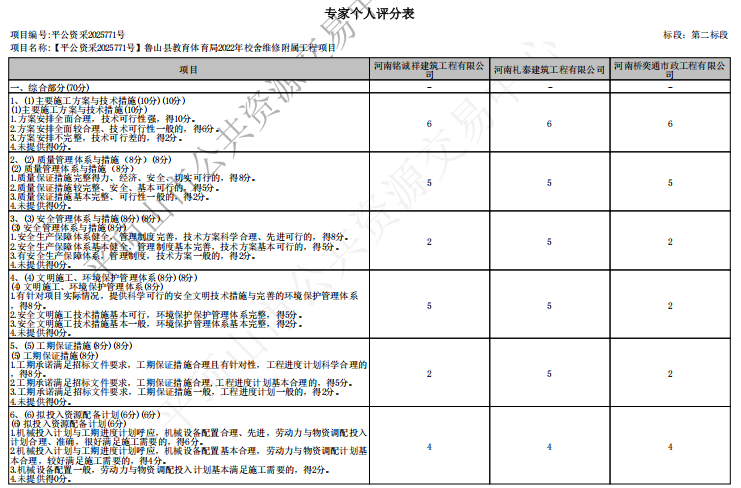 专家个人评分表
项目编号:平公资采2025771号 标段：第二标段
项目名称:【平公资采2025771号】鲁山县教育体育局2022年校舍维修附属工程项目
项目 河南铭诚祥建筑工程有限公司 河南札泰建筑工程有限公司 河南桥奕通市政工程有限公司
一、综合部分(70分) - - -
1、(1)主要施工方案与技术措施(10分)(10分)
(1)主要施工方案与技术措施(10分)
1.方案安排全面合理，技术可行性强，得10分。
2.方案安排较合理、技术可行性一般的，得6分。
3.方案安排不完整，技术可行差的，得2分。
4.未提供得0分。
6 6 6
2、(2)质量管理体系与措施（8分）(8分)
(2)质量管理体系与措施（8分）
1.质量保证措施完整得力、经济、安全、切实可行的，得8分。
2.质量保证措施较完整、安全、基本可行的，得5分。
3.质量保证措施基本完整、可行性一般的，得2分。
4.未提供得0分。
5 5 5
3、(3)安全管理体系与措施(8分)(8分)
(3)安全管理体系与措施(8分)
1.安全生产保障体系健全，管理制度完善，技术方案科学合理、先进可行的，得8分。
2.安全生产保障体系基本健全，管理制度基本完善，技术方案基本可行的，得5分。
3.有安全生产保障体系，管理制度，技术方案一般的，得2分。
4.未提供得0分。
2 5 2
4、(4)文明施工、环境保护管理体系(8分)(8分)
(4)文明施工、环境保护管理体系(8分)
1.有针对项目实际情况，提供科学可行的安全文明技术措施与完善的环境保护管理体系
，得8分。
2.安全文明施工技术措施基本可行，环境保护保护管理体系完整，得5分。
3.安全文明施工技术措施基本一般，环境保护管理体系基本完整，得2分。
4.未提供得0分。
5 5 2
5、(5)工期保证措施(8分)(8分)
(5)工期保证措施(8分)
1.工期承诺满足招标文件要求，工期保证措施合理且有针对性，工程进度计划科学合理的
，得8分。
2.工期承诺满足招标文件要求，工期保证措施合理,工程进度计划基本合理的，得5分。
3.工期承诺满足招标文件要求，工期保证措施一般，工程进度计划一般的，得2分。
4.未提供得0分。
2 5 2
6、(6)拟投入资源配备计划(6分)(6分)
(6)拟投入资源配备计划(6分)
1.机械投入计划与工期进度计划呼应，机械设备配置合理、先进，劳动力与物资调配投入
计划合理、准确，很好满足施工需要的，得6分。
2.机械投入计划与工期进度计划呼应，机械设备配置基本合理，劳动力与物资调配计划基
本合理，较好满足施工需要的，得4分。
3.机械设备配置一般，劳动力与物资调配投入计划基本满足施工需要的，得2分。
4.未提供得0分。
4 4 4
平顶山市公共资源交易中心